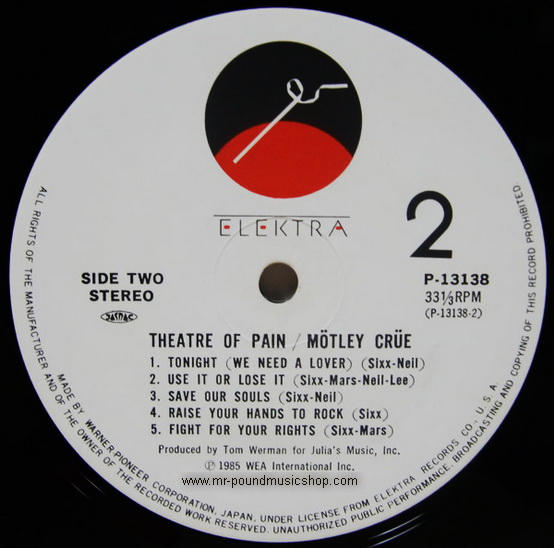 ELEKTRA
2
SIDE TWO
STEREO
JASRAC
P-13138
33⅓RPM
(P-13138-2)
THEATRE OF PAIN / MÖTLEY CRÜE
1. TONIGHT (WE NEED A LOVER) (Sixx-Neil)
2. USE IT OR LOSE IT (Sixx-Mars-Neil-Lee)
3. SAVE OUR SOULS (Sixx-Neil)
4. RAISE YOUR HANDS TO ROCK (Sixx)
5. FIGHT FOR YOUR RIGHTS (Sixx-Mars)
Produced by Tom Werman for Julia's Music, Inc.
Ⓟ 1985 WEA International Inc.
www.mr-poundmusicshop.com
MADE BY WARNER-PIONEER CORPORATION, JAPAN, UNDER LICENSE FROM ELEKTRA RECORDS CO., U.S.A.
ALL RIGHTS OF THE MANUFACTURER AND OF THE OWNER OF THE RECORDED WORK RESERVED. UNAUTHORIZED PUBLIC PERFORMANCE, BROADCASTING AND COPYING OF THIS RECORD PROHIBITED